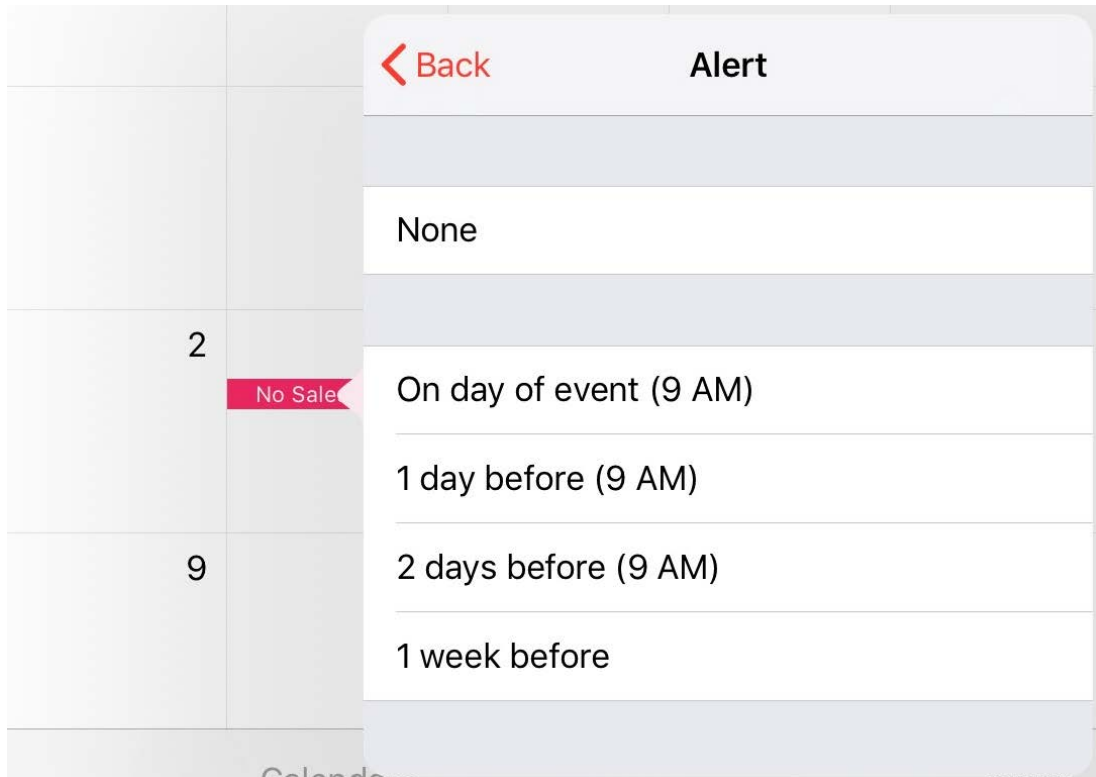 Back
Alert
None
2
No Sale
On day of event (9 AM)
1 day before (9 AM)
9
2 days before (9 AM)
1 week before